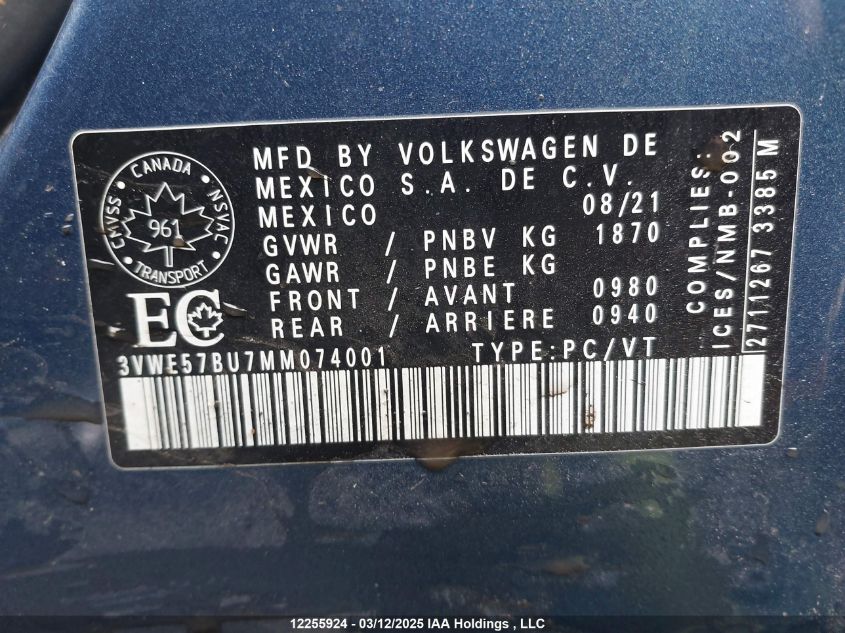 CANADA
CMVSS
NSVAC
961
TRANSPORT
EC
MFD BY VOLKSWAGEN DE
MEXICO S.A. DE C.V.
MEXICO 08/21
GVWR / PNBV KG 1870
GAWR / PNBE KG
FRONT / AVANT 0980
REAR / ARRIERE 0940
3VWE57BU7MM074001 TYPE:PC/VT
COMPLIES:
ICES/NMB-002
2711267 3385 M
12255924 - 03/12/2025 IAA Holdings , LLC